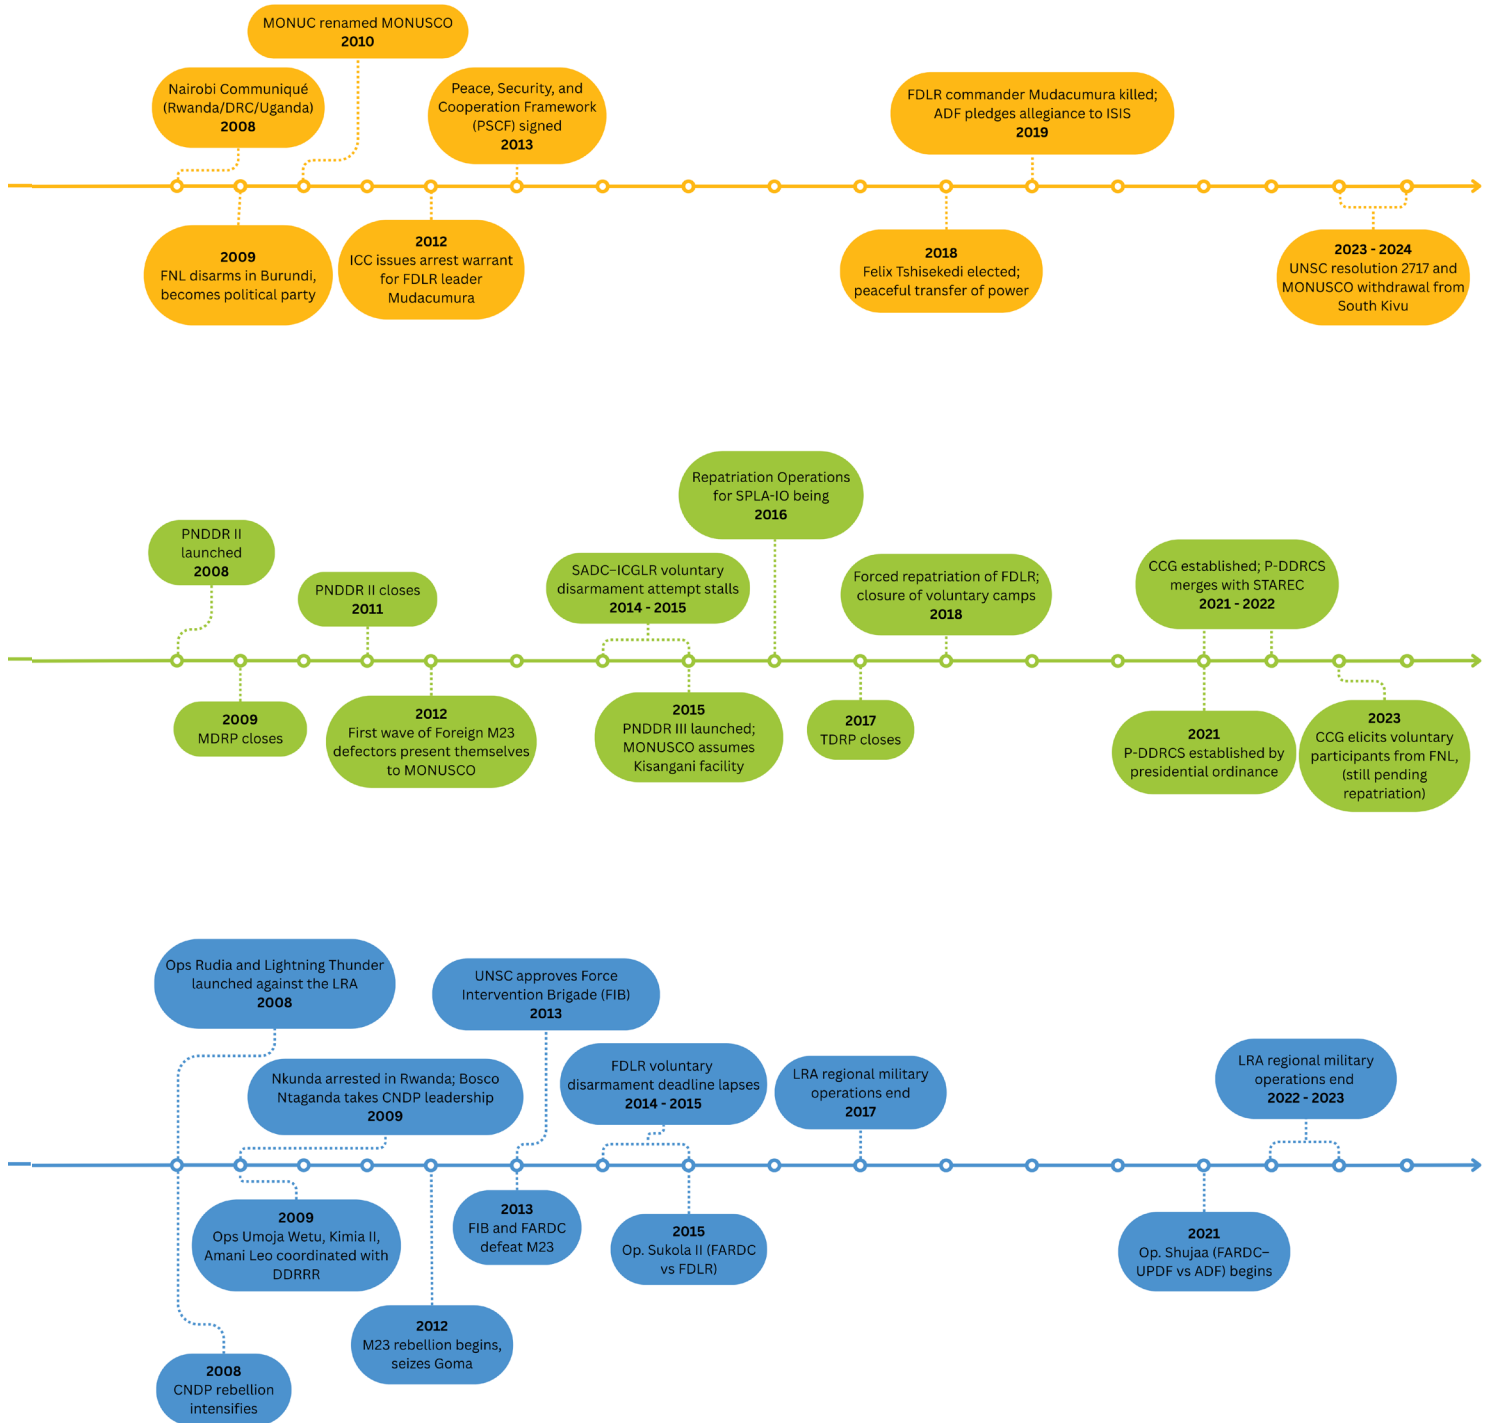 MONUC renamed MONUSCO
2010
Nairobi Communiqué
(Rwanda/DRC/Uganda)
2008
Peace, Security, and
Cooperation Framework
(PSCF) signed
2013
FDLR commander Mudacumura killed;
ADF pledges allegiance to ISIS
2019
2009
FNL disarms in Burundi,
becomes political party
2012
ICC issues arrest warrant
for FDLR leader
Mudacumura
2018
Felix Tshisekedi elected;
peaceful transfer of power
2023 - 2024
UNSC resolution 2717 and
MONUSCO withdrawal from
South Kivu
Repatriation Operations
for SPLA-IO being
2016
PNDDR II
launched
2008
PNDDR II closes
2011
SADC–ICGLR voluntary
disarmament attempt stalls
2014 - 2015
Forced repatriation of FDLR;
closure of voluntary camps
2018
CCG established; P-DDRCS
merges with STAREC
2021 - 2022
2009
MDRP closes
2012
First wave of Foreign M23
defectors present themselves
to MONUSCO
2015
PNDDR III launched;
MONUSCO assumes
Kisangani facility
2017
TDRP closes
2021
P-DDRCS established by
presidential ordinance
2023
CCG elicits voluntary
participants from FNL,
(still pending
repatriation)
Ops Rudia and Lightning Thunder
launched against the LRA
2008
UNSC approves Force
Intervention Brigade (FIB)
2013
Nkunda arrested in Rwanda; Bosco
Ntaganda takes CNDP leadership
2009
FDLR voluntary
disarmament deadline lapses
2014 - 2015
LRA regional military
operations end
2017
LRA regional military
operations end
2022 - 2023
2009
Ops Umoja Wetu, Kimia II,
Amani Leo coordinated with
DDRRR
2013
FIB and FARDC
defeat M23
2015
Op. Sukola II (FARDC
vs FDLR)
2021
Op. Shujaa (FARDC–
UPDF vs ADF) begins
2012
M23 rebellion begins,
seizes Goma
2008
CNDP rebellion
intensifies